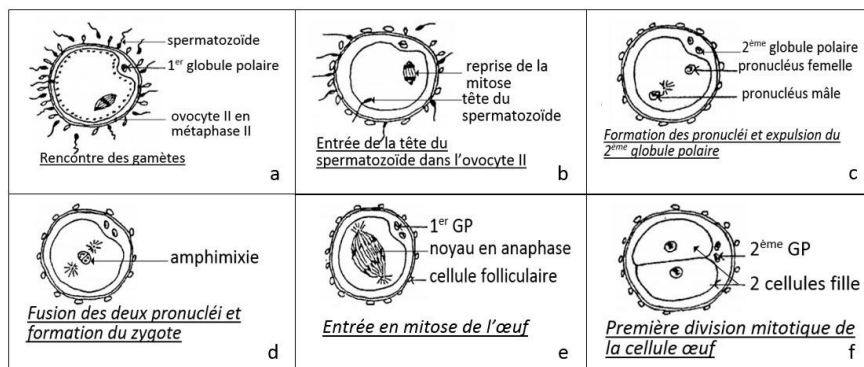 spermatozoïde
1er globule polaire
ovocyte II en
métaphase II
Rencontre des gamètes
a
reprise de la
mitose
tête du
spermatozoïde
Entrée de la tête du
spermatozoïde dans l'ovocyte II
b
2ème globule polaire
pronucléus femelle
pronucléus mâle
Formation des pronucléi et expulsion du
2ème globule polaire
c
amphimixie
Fusion des deux pronucléi et
formation du zygote
d
1er GP
noyau en anaphase
cellule folliculaire
Entrée en mitose de l'œuf
e
2ème GP
2 cellules fille
Première division mitotique de
la cellule œuf
f